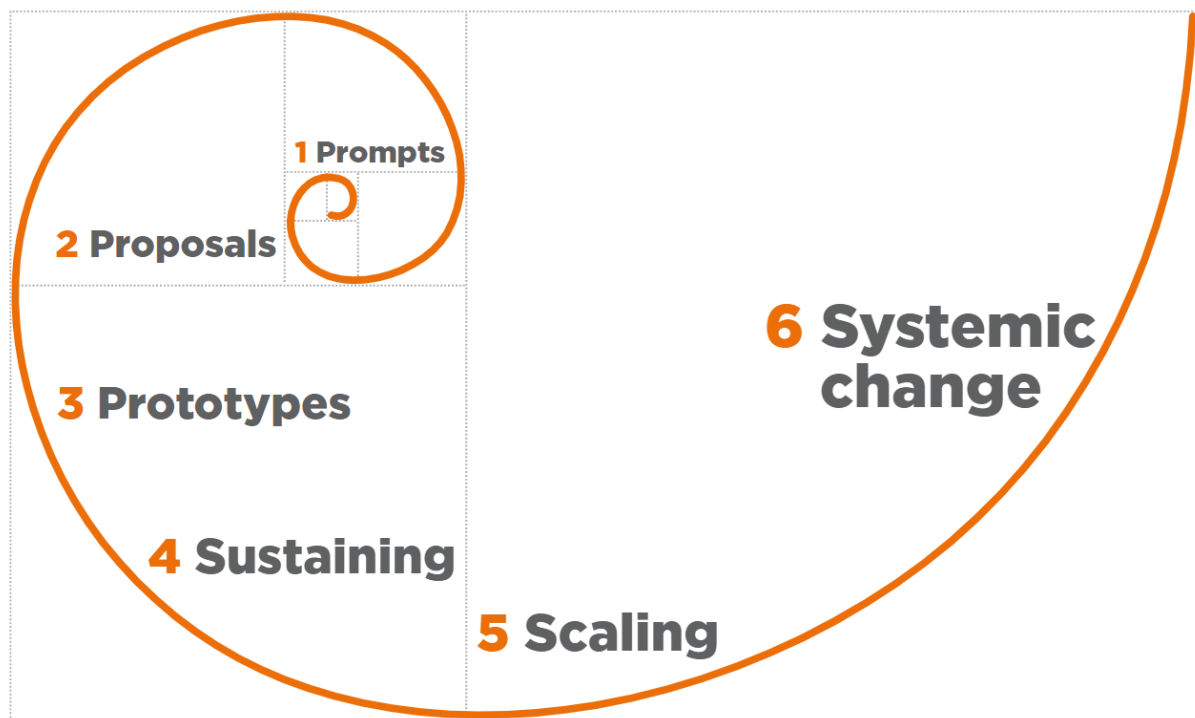 1 Prompts
2 Proposals
3 Prototypes
4 Sustaining
5 Scaling
6 Systemic
change